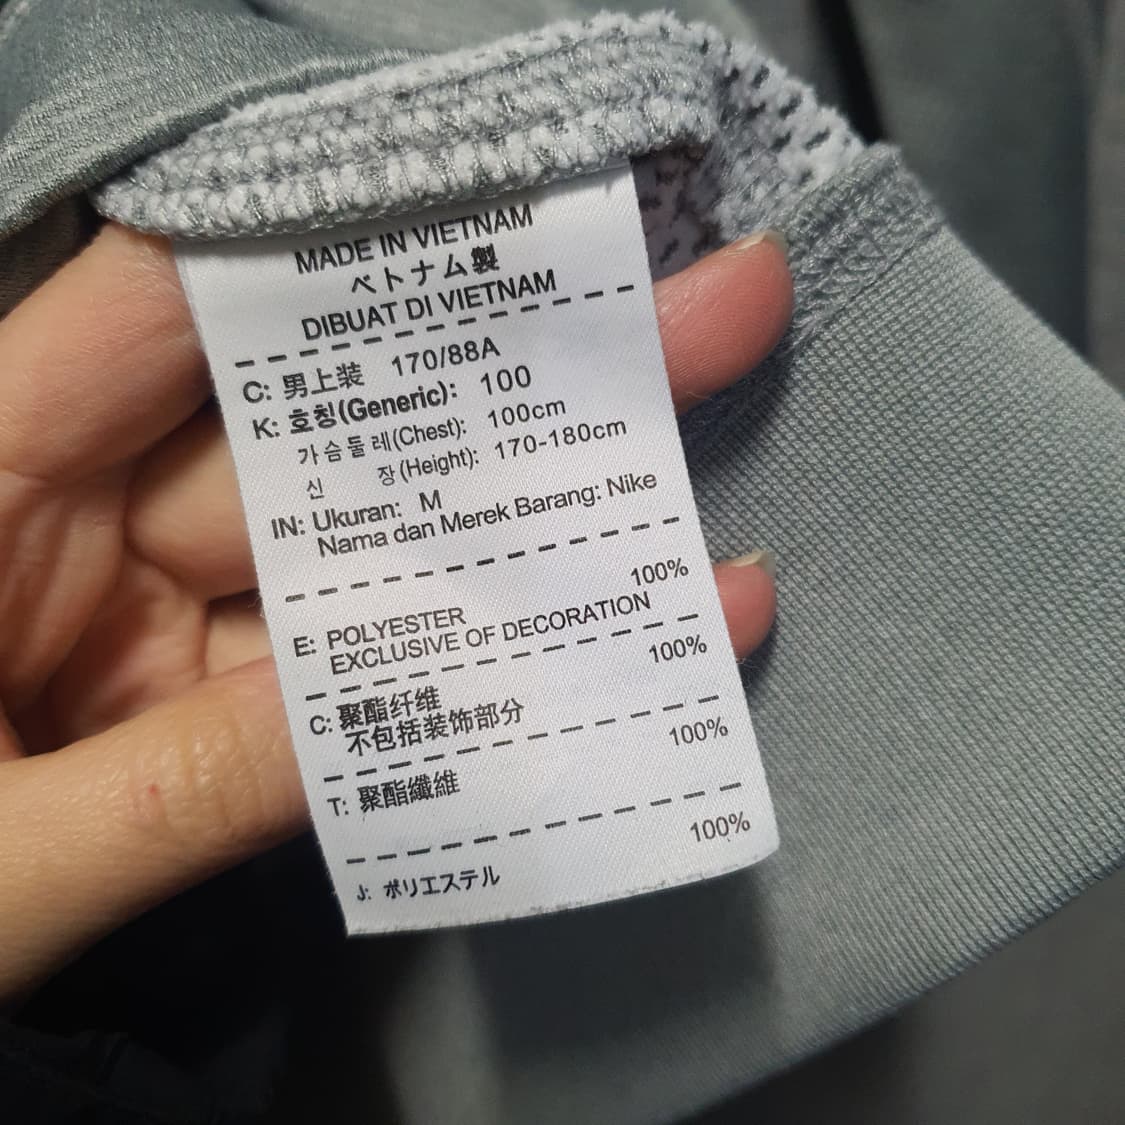 MADE IN VIETNAM
ベトナム製
DIBUAT DI VIETNAM
C: 男上装 170/88A
K: 호칭(Generic): 100
가슴둘레(Chest): 100cm
신 장(Height): 170-180cm
IN: Ukuran: M
Nama dan Merek Barang: Nike
100%
E: POLYESTER
EXCLUSIVE OF DECORATION
100%
C: 聚酯纤维
不包括装饰部分
100%
T: 聚酯纖維
100%
J: ポリエステル